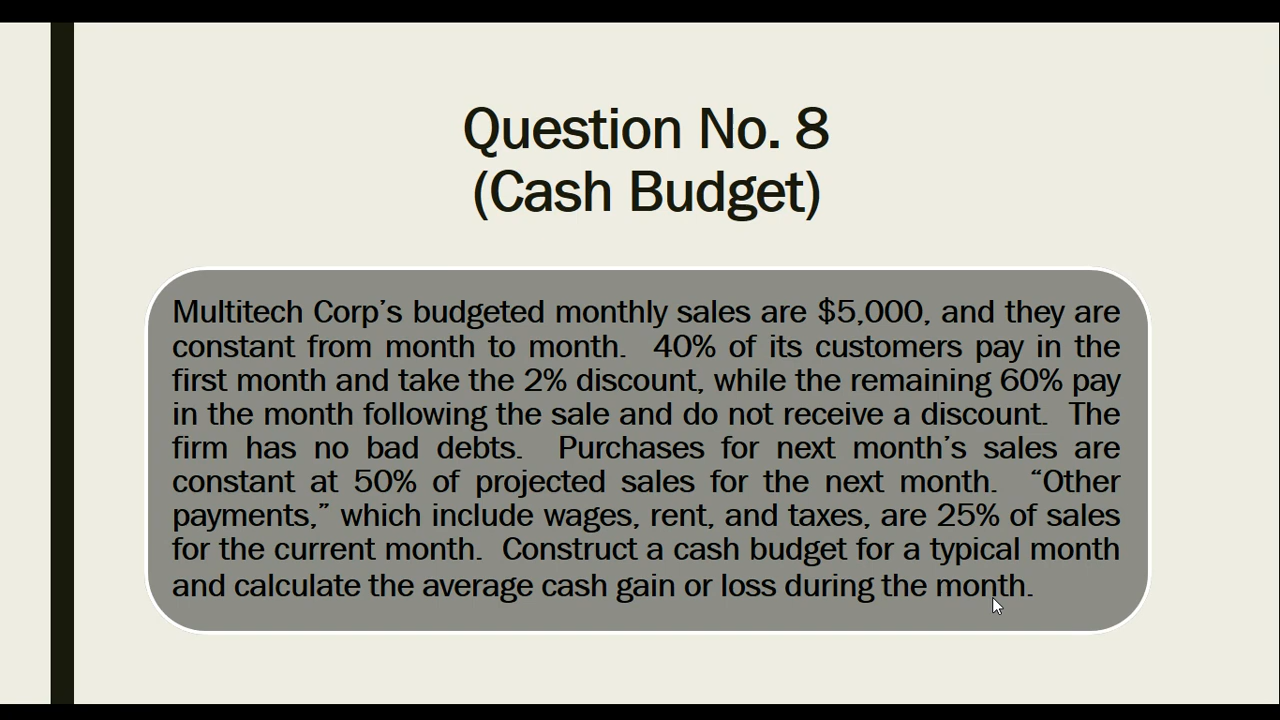 Question No. 8
(Cash Budget)
Multitech Corp’s budgeted monthly sales are $5,000, and they are
constant from month to month.  40% of its customers pay in the
first month and take the 2% discount, while the remaining 60% pay
in the month following the sale and do not receive a discount.  The
firm has no bad debts.  Purchases for next month’s sales are
constant at 50% of projected sales for the next month.  “Other
payments,” which include wages, rent, and taxes, are 25% of sales
for the current month.  Construct a cash budget for a typical month
and calculate the average cash gain or loss during the month.